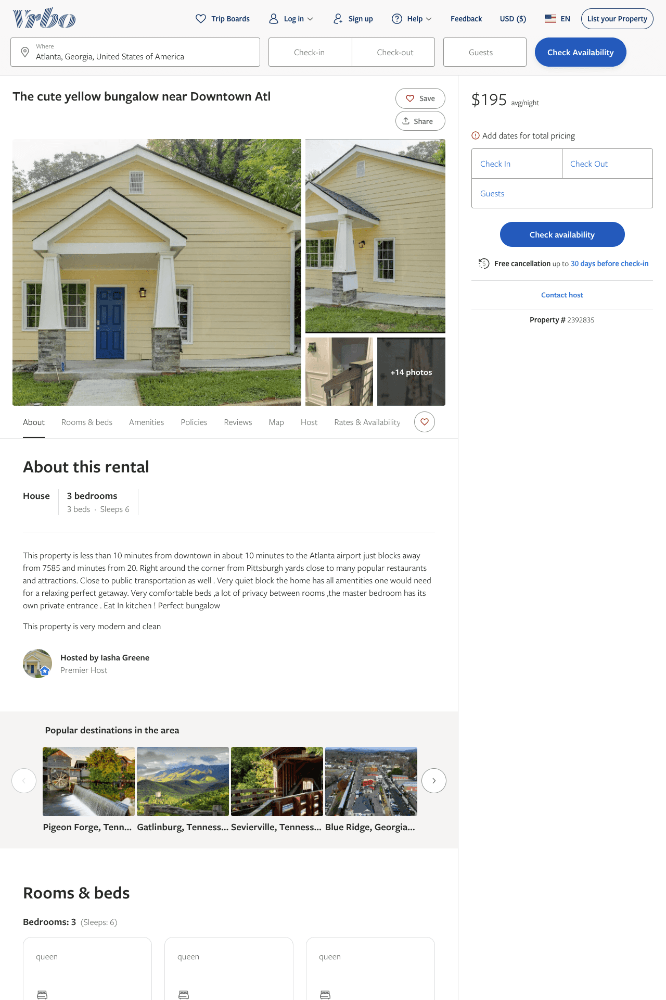 Vrbo
Trip Boards
Log in
Sign up
Help
Feedback
USD ($)
EN
List your Property
Where
Atlanta, Georgia, United States of America
Check-in
Check-out
Guests
Check Availability
The cute yellow bungalow near Downtown Atl
Save
Share
+14 photos
$195 avg/night
Add dates for total pricing
Check In
Check Out
Guests
Check availability
Free cancellation up to 30 days before check-in
Contact host
Property # 2392835
About
Rooms & beds
Amenities
Policies
Reviews
Map
Host
Rates & Availability
About this rental
House
3 bedrooms
3 beds · Sleeps 6
This property is less than 10 minutes from downtown in about 10 minutes to the Atlanta airport just blocks away
from 7585 and minutes from 20. Right around the corner from Pittsburgh yards close to many popular restaurants
and attractions. Close to public transportation as well . Very quiet block the home has all amentities one would need
for a relaxing perfect getaway. Very comfortable beds ,a lot of privacy between rooms ,the master bedroom has its
own private entrance . Eat In kitchen ! Perfect bungalow
This property is very modern and clean
Hosted by Iasha Greene
Premier Host
Popular destinations in the area
Pigeon Forge, Tenn...
Gatlinburg, Tenness...
Sevierville, Tenness...
Blue Ridge, Georgia...
Rooms & beds
Bedrooms: 3 (Sleeps: 6)
queen
queen
queen